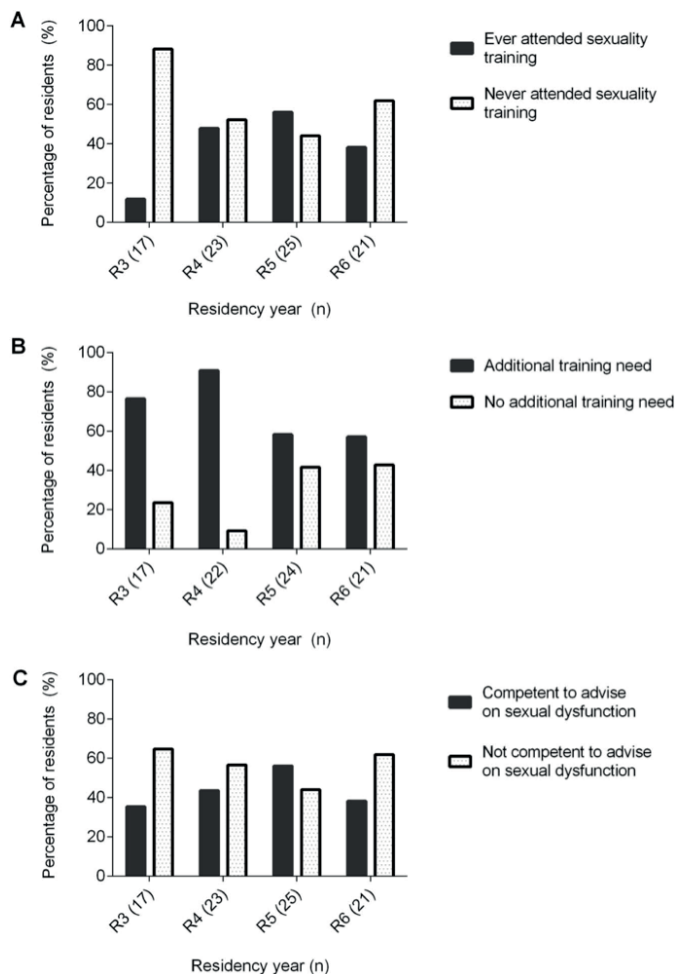 A
Percentage of residents (%)
100
80
60
40
20
0
R3 (17)
R4 (23)
R5 (25)
R6 (21)
Residency year (n)
Ever attended sexuality
training
Never attended sexuality
training
B
Percentage of residents (%)
100
80
60
40
20
0
R3 (17)
R4 (22)
R5 (24)
R6 (21)
Residency year (n)
Additional training need
No additional training need
C
Percentage of residents (%)
100
80
60
40
20
0
R3 (17)
R4 (23)
R5 (25)
R6 (21)
Residency year (n)
Competent to advise
on sexual dysfunction
Not competent to advise
on sexual dysfunction